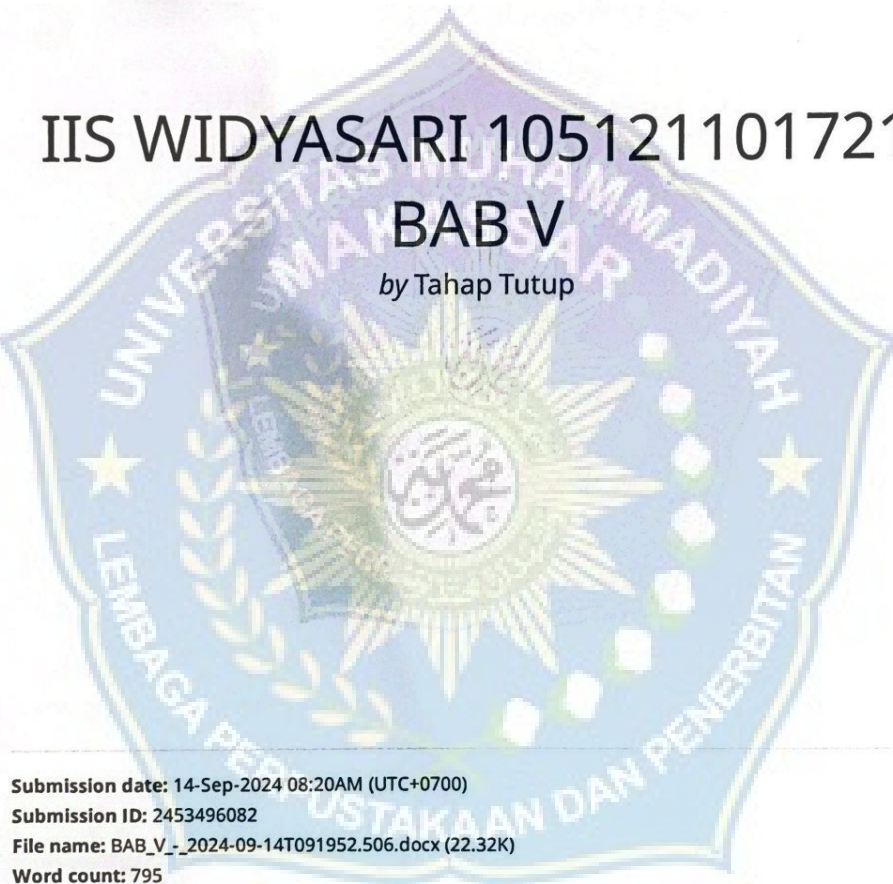 IIS WIDYASARI 105121101721
BAB V
by Tahap Tutup
UNIVERSITAS MUHAMMADIYAH
MAKASSAR
LEMBAGA PERPUSTAKAAN DAN PENERBITAN
Submission date: 14-Sep-2024 08:20AM (UTC+0700)
Submission ID: 2453496082
File name: BAB_V_-_2024-09-14T091952.506.docx (22.32K)
Word count: 795